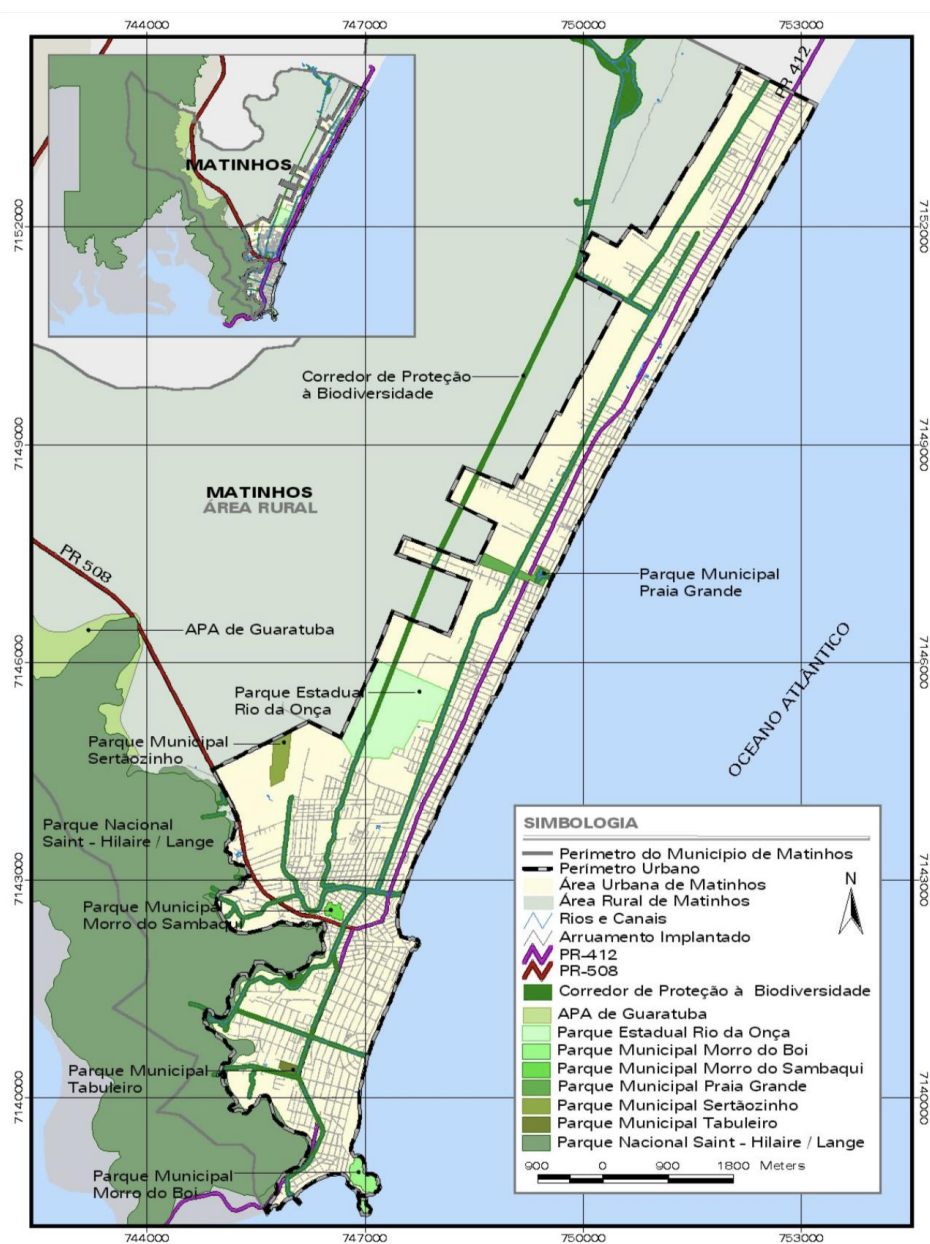 744000
747000
750000
753000
PR 412
MATINHOS
7152000
7152000
Corredor de Proteção
à Biodiversidade
7149000
7149000
MATINHOS
ÁREA RURAL
PR 508
Parque Municipal
Praia Grande
APA de Guaratuba
7146000
7146000
Parque Estadual
Rio da Onça
Parque Municipal
Sertãozinho
OCEANO ATLÂNTICO
Parque Nacional
Saint - Hilaire / Lange
7143000
7143000
Parque Municipal
Morro do Sambaqui
Parque Municipal
Tabuleiro
7140000
7140000
Parque Municipal
Morro do Boi
SIMBOLOGIA
Perímetro do Município de Matinhos
Perímetro Urbano
Área Urbana de Matinhos
Área Rural de Matinhos
Rios e Canais
Arruamento Implantado
PR-412
PR-508
Corredor de Proteção à Biodiversidade
APA de Guaratuba
Parque Estadual Rio da Onça
Parque Municipal Morro do Boi
Parque Municipal Morro do Sambaqui
Parque Municipal Praia Grande
Parque Municipal Sertãozinho
Parque Municipal Tabuleiro
Parque Nacional Saint - Hilaire / Lange
N
900 0 900 1800 Meters
744000
747000
750000
753000